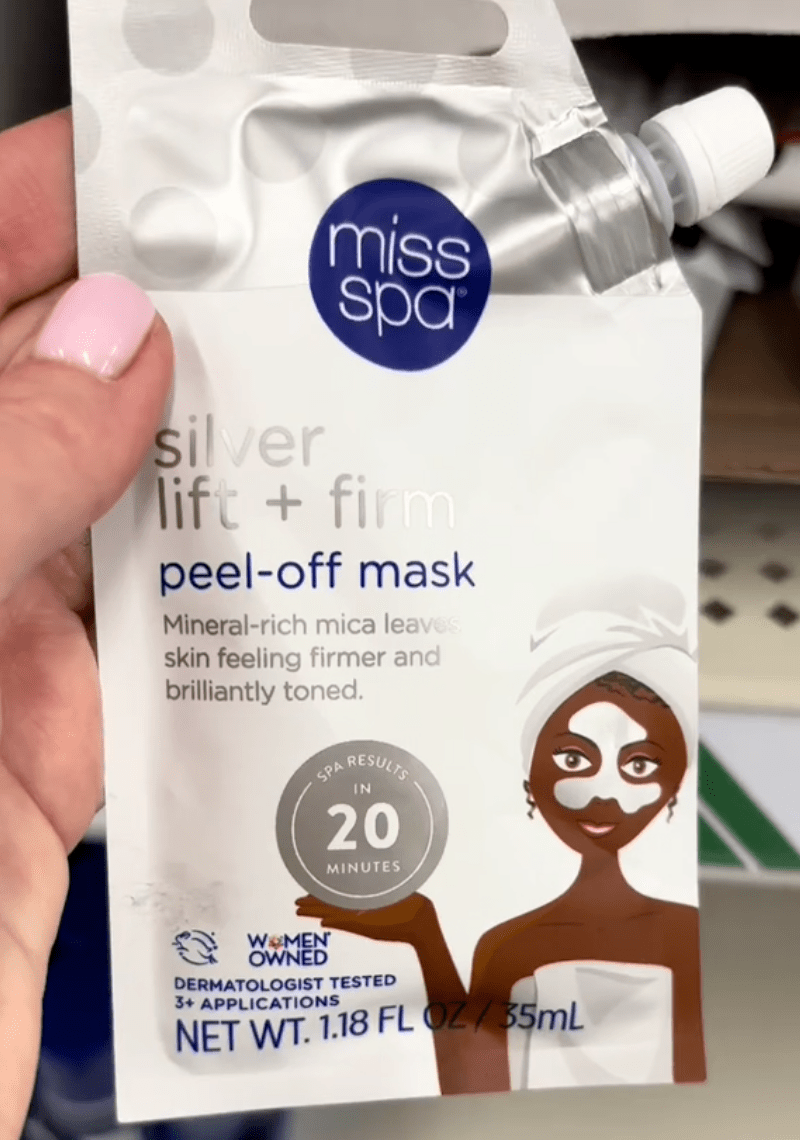 miss
spa®
silver
lift + firm
peel-off mask
Mineral-rich mica leaves
skin feeling firmer and
brilliantly toned.
SPA RESULTS
IN
20
MINUTES
WOMEN
OWNED
DERMATOLOGIST TESTED
3+ APPLICATIONS
NET WT. 1.18 FL OZ / 35mL